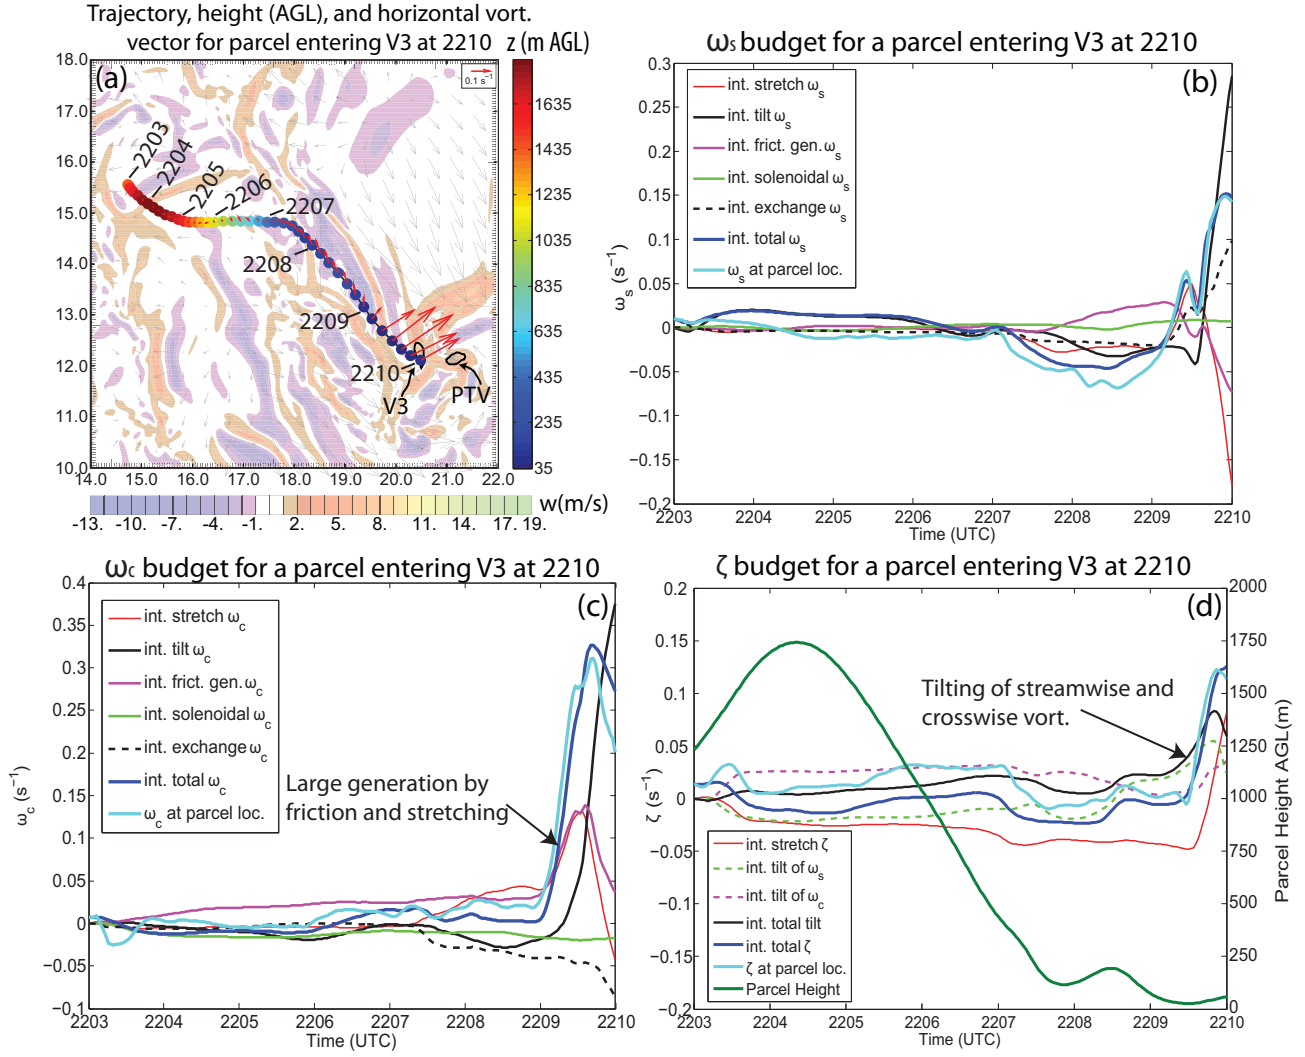 Trajectory, height (AGL), and horizontal vort.
vector for parcel entering V3 at 2210
z (m AGL)
(a)
0.1 s⁻¹
18.0
17.0
16.0
15.0
14.0
13.0
12.0
11.0
10.0
14.0 15.0 16.0 17.0 18.0 19.0 20.0 21.0 22.0
2203
2204
2205
2206
2207
2208
2209
2210
V3
PTV
1635
1435
1235
1035
835
635
435
235
35
-13. -10. -7. -4. -1. 2. 5. 8. 11. 14. 17. 19.
w(m/s)
ωs budget for a parcel entering V3 at 2210
(b)
int. stretch ωs
int. tilt ωs
int. frict. gen. ωs
int. solenoidal ωs
int. exchange ωs
int. total ωs
ωs at parcel loc.
0.3
0.25
0.2
0.15
0.1
0.05
0
−0.05
−0.1
−0.15
−0.2
ωs (s⁻¹)
2203 2204 2205 2206 2207 2208 2209 2210
Time (UTC)
ωc budget for a parcel entering V3 at 2210
(c)
int. stretch ωc
int. tilt ωc
int. frict. gen. ωc
int. solenoidal ωc
int. exchange ωc
int. total ωc
ωc at parcel loc.
Large generation by
friction and stretching
0.4
0.35
0.3
0.25
0.2
0.15
0.1
0.05
0
−0.05
−0.1
ωc (s⁻¹)
2203 2204 2205 2206 2207 2208 2209 2210
Time (UTC)
ζ budget for a parcel entering V3 at 2210
(d)
Tilting of streamwise and
crosswise vort.
int. stretch ζ
int. tilt of ωs
int. tilt of ωc
int. total tilt
int. total ζ
ζ at parcel loc.
Parcel Height
0.2
0.15
0.1
0.05
0
−0.05
−0.1
−0.15
−0.2
ζ (s⁻¹)
2000
1750
1500
1250
1000
750
500
250
0
Parcel Height AGL(m)
2203 2204 2205 2206 2207 2208 2209 2210
Time (UTC)